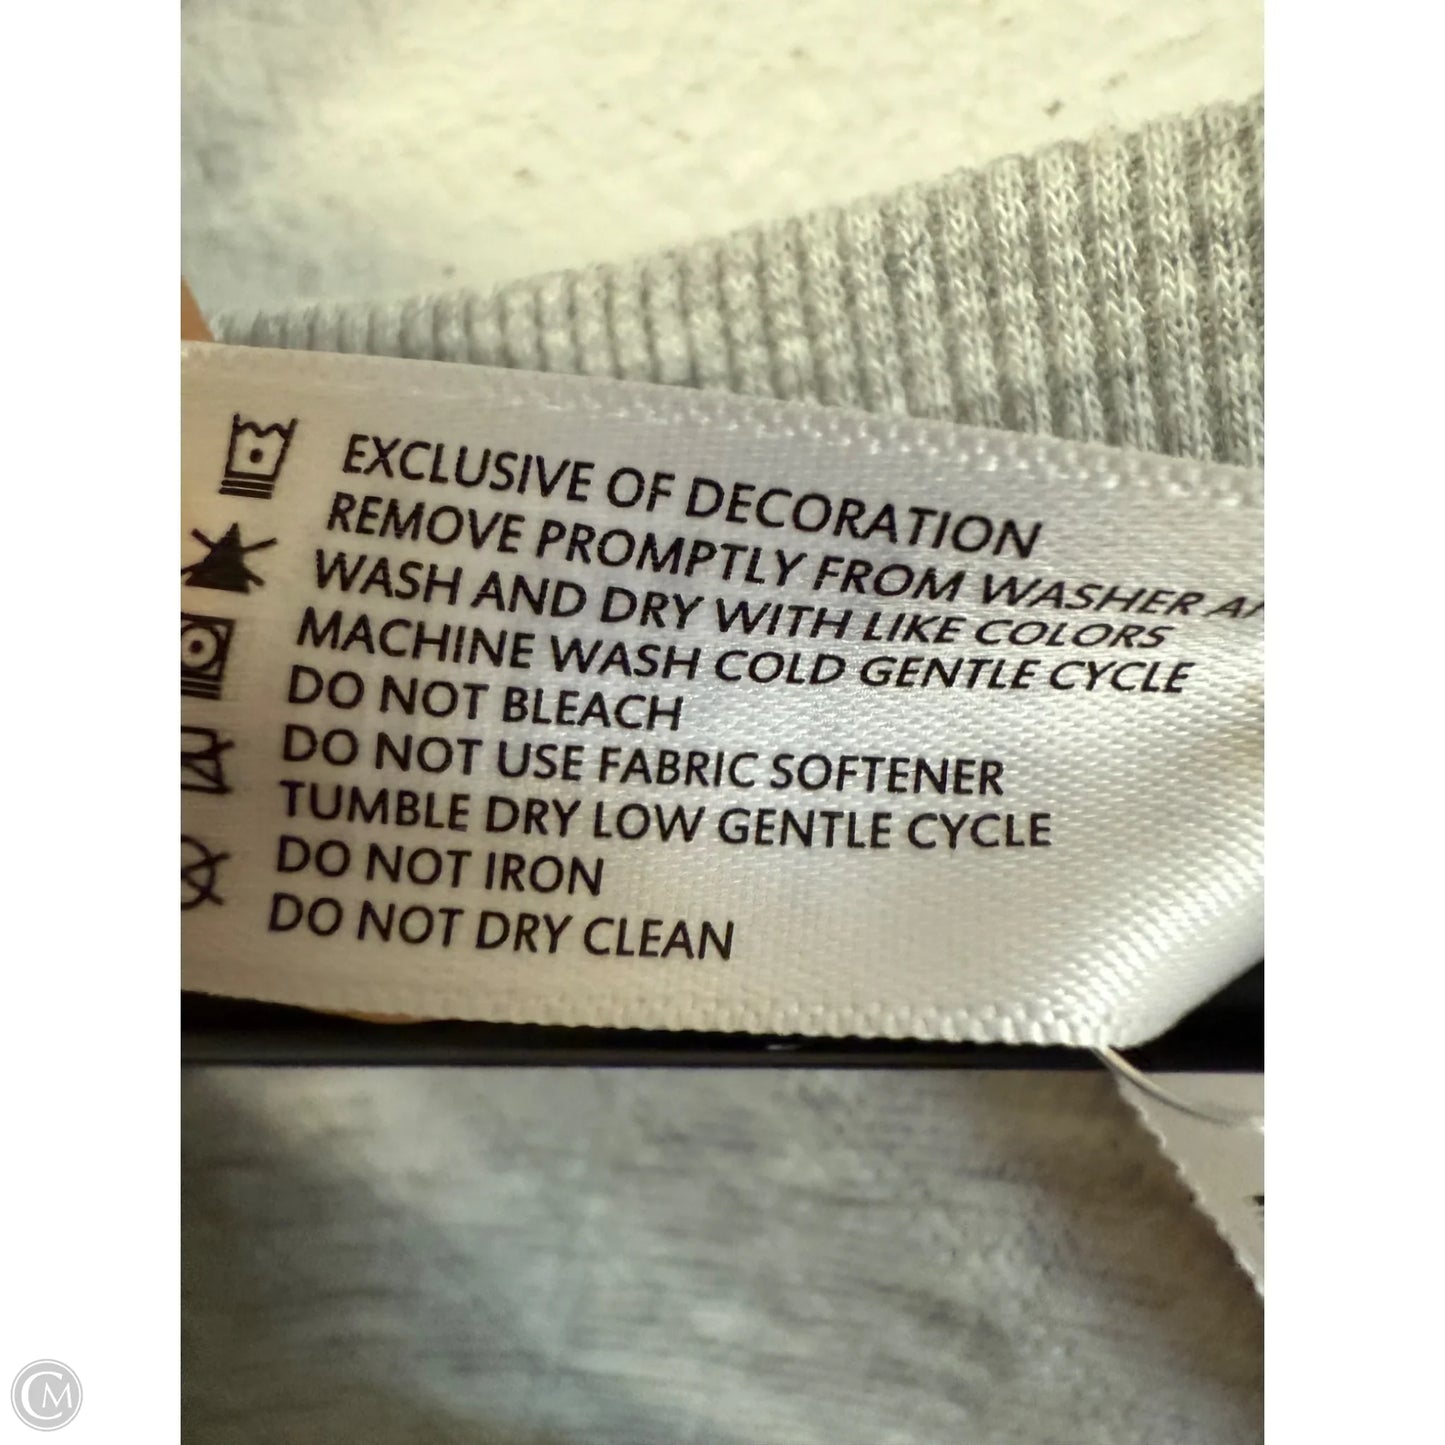 EXCLUSIVE OF DECORATION
REMOVE PROMPTLY FROM WASHER
WASH AND DRY WITH LIKE COLORS
MACHINE WASH COLD GENTLE CYCLE
DO NOT BLEACH
DO NOT USE FABRIC SOFTENER
TUMBLE DRY LOW GENTLE CYCLE
DO NOT IRON
DO NOT DRY CLEAN
CM